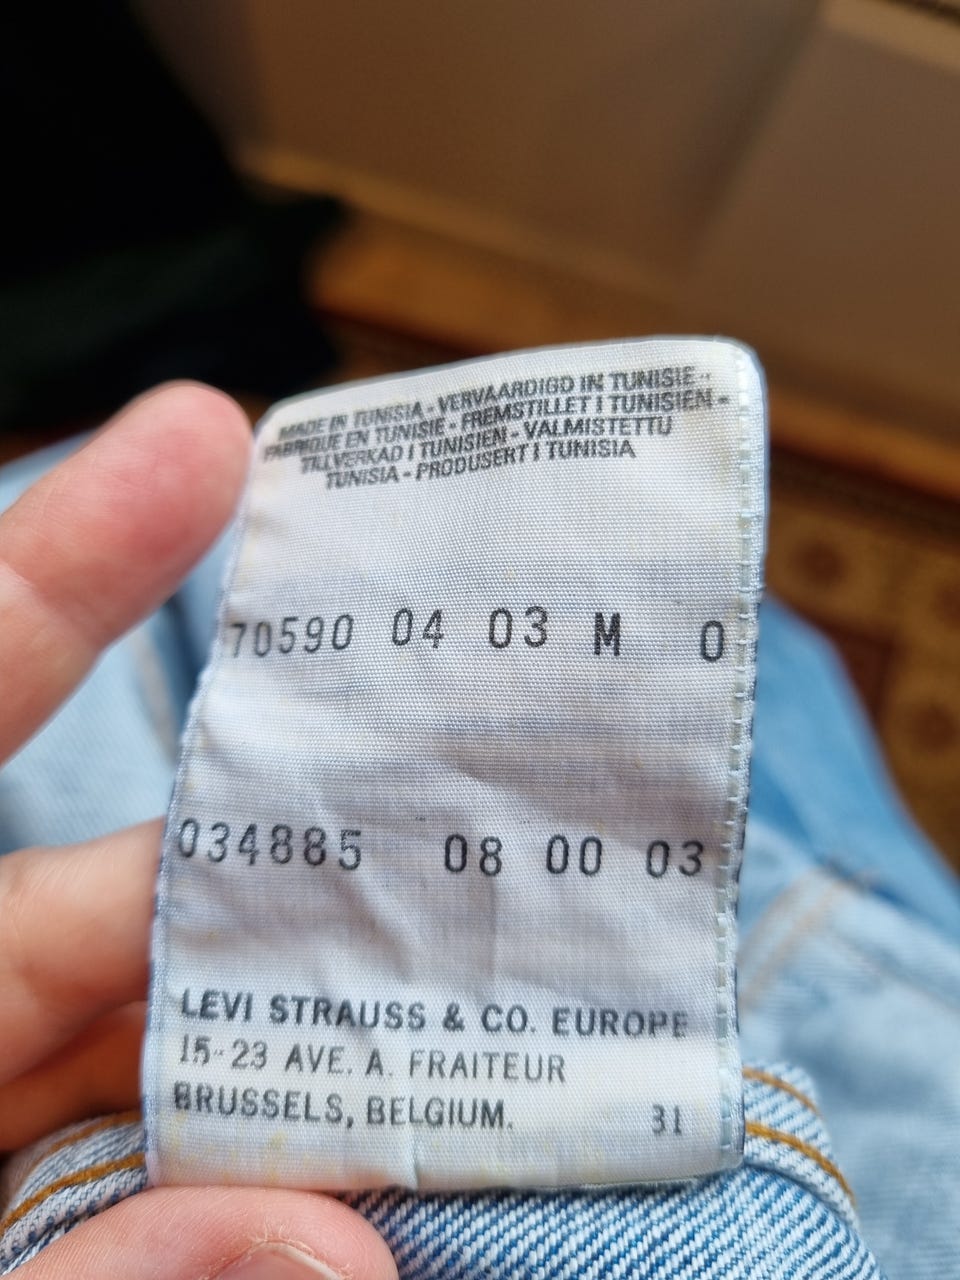 MADE IN TUNISIA - VERVAARDIGD IN TUNISIE -
FABRIQUE EN TUNISIE - FREMSTILLET I TUNISIEN -
TILLVERKAD I TUNISIEN - VALMISTETTU
TUNISIA - PRODUSERT I TUNISIA
70590 04 03 M 0
034885 08 00 03
LEVI STRAUSS & CO. EUROPE
15-23 AVE. A. FRAITEUR
BRUSSELS, BELGIUM. 31